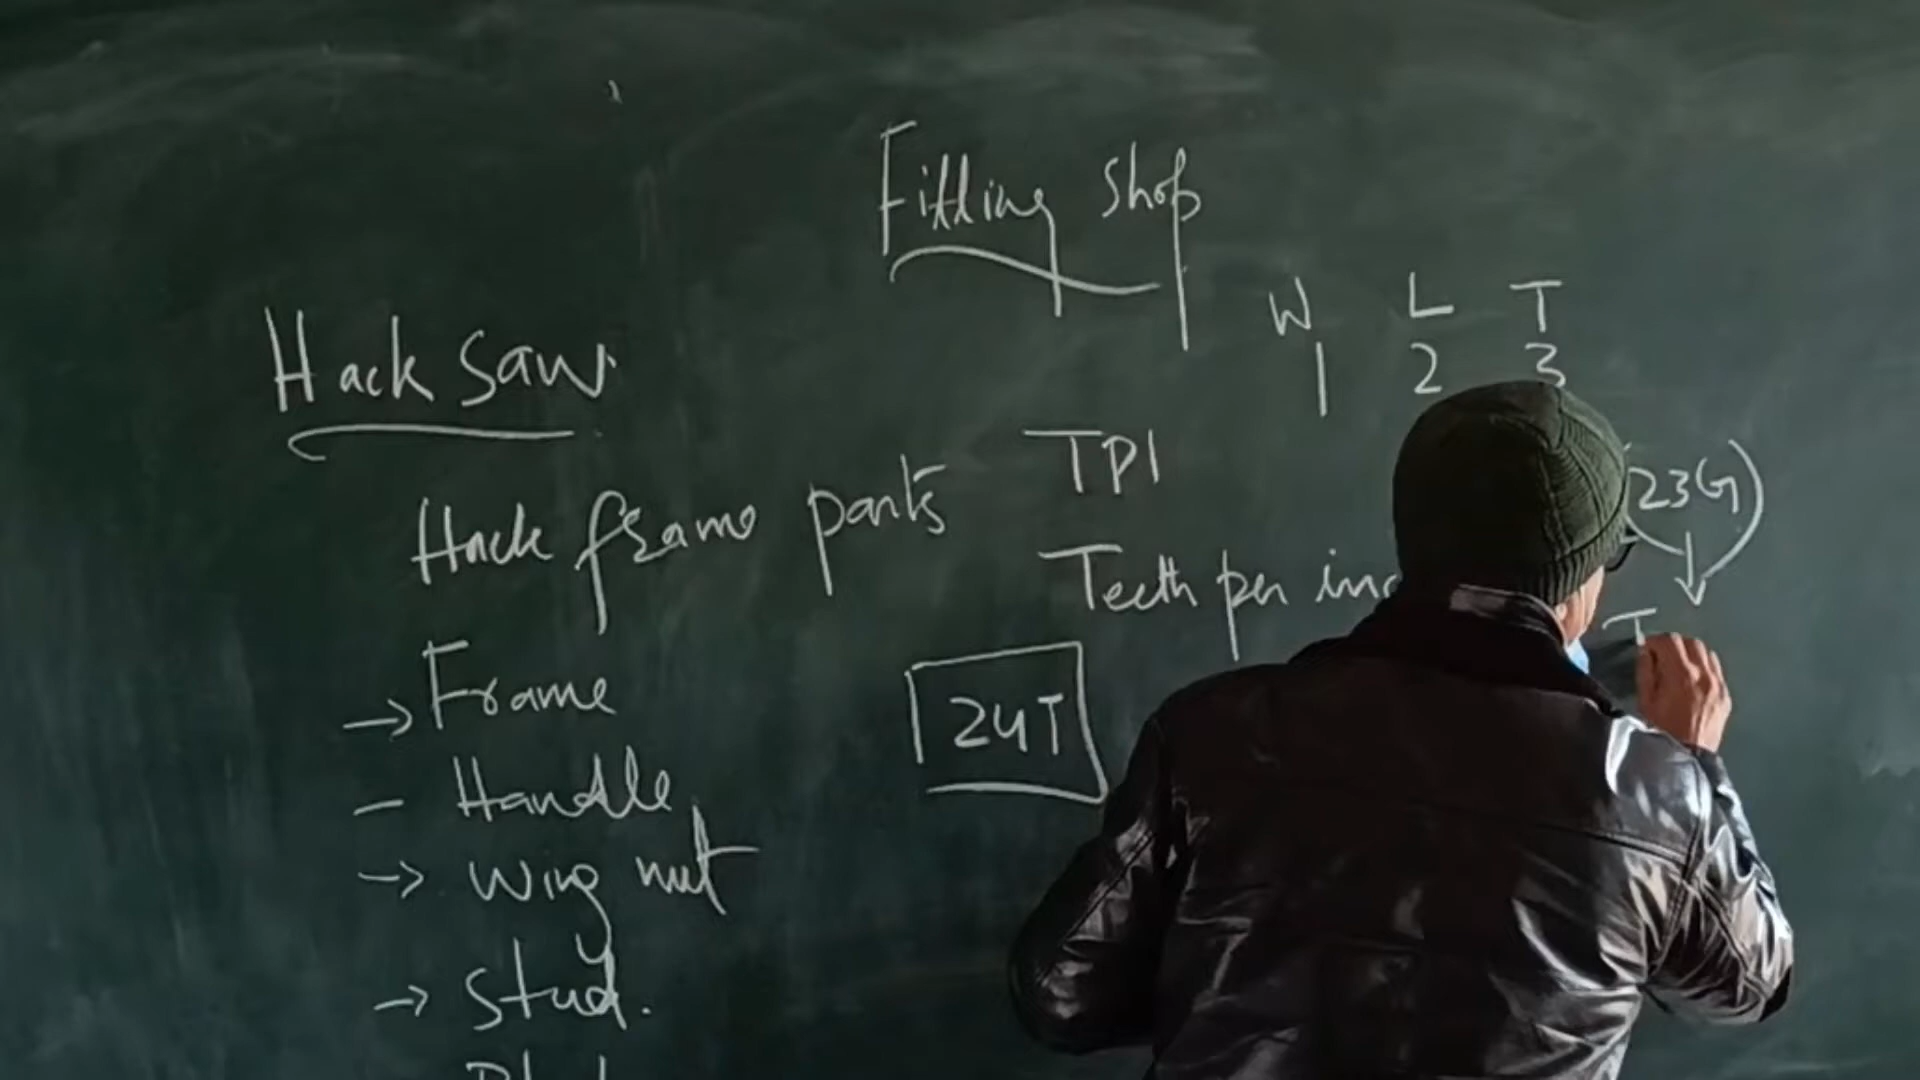 Fitting Shop
W L T
1 2 3
Hack Saw
TPI
23G
Hack frame parts
Teeth per inc
T
Frame
24T
- Handle
Wing nut
Stud.